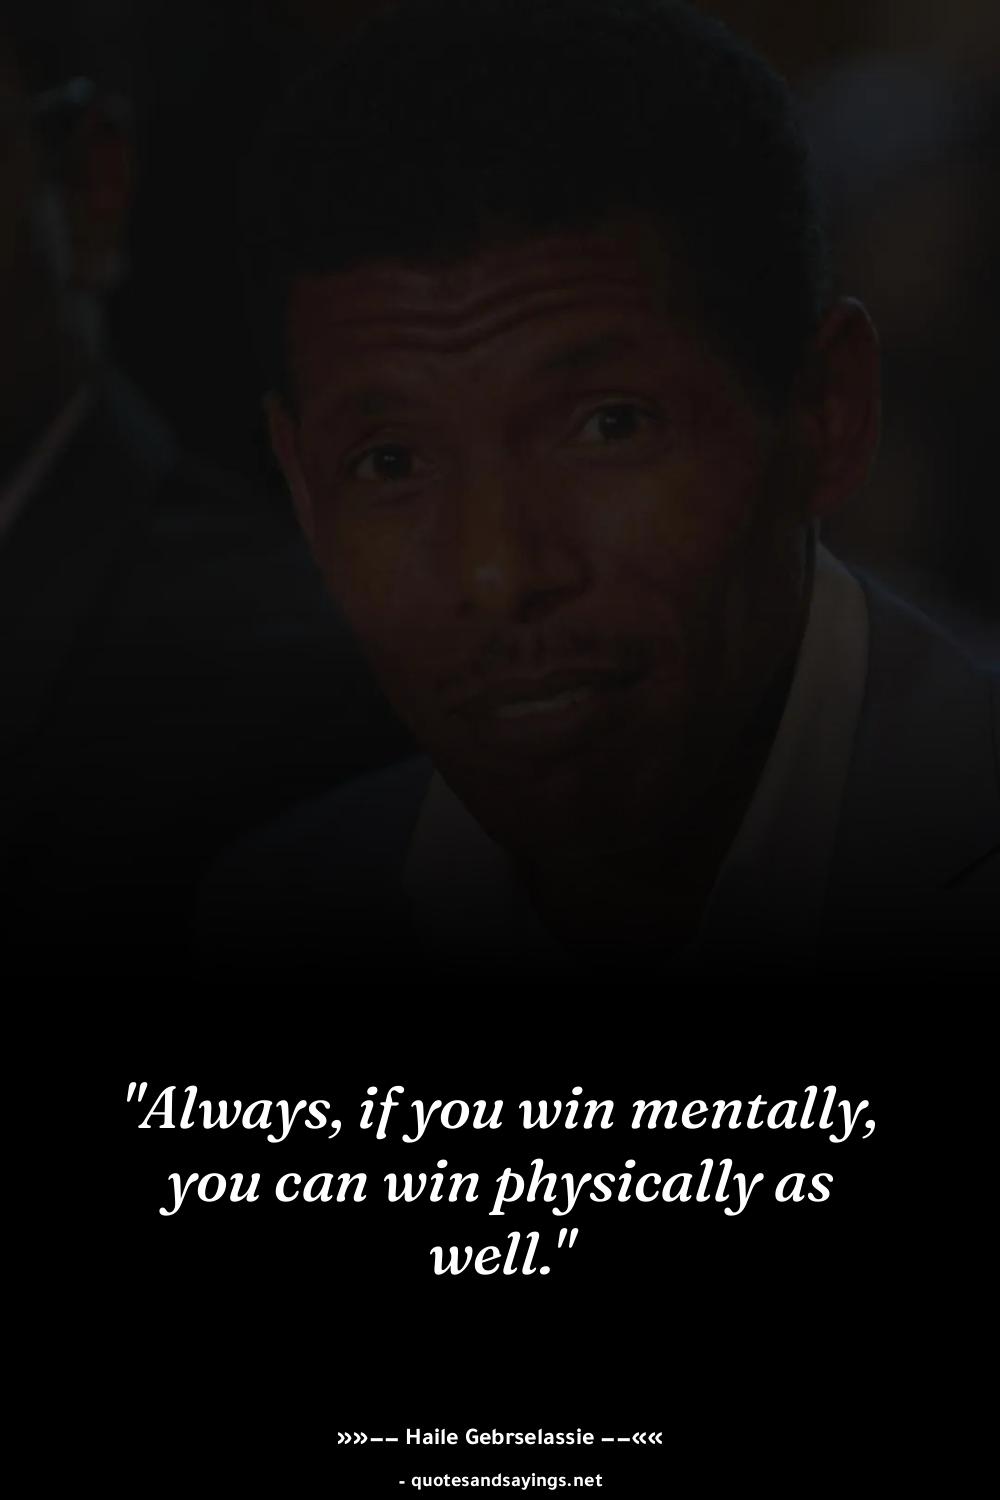 "Always, if you win mentally,
you can win physically as
well."
»»–– Haile Gebrselassie ––««
- quotesandsayings.net